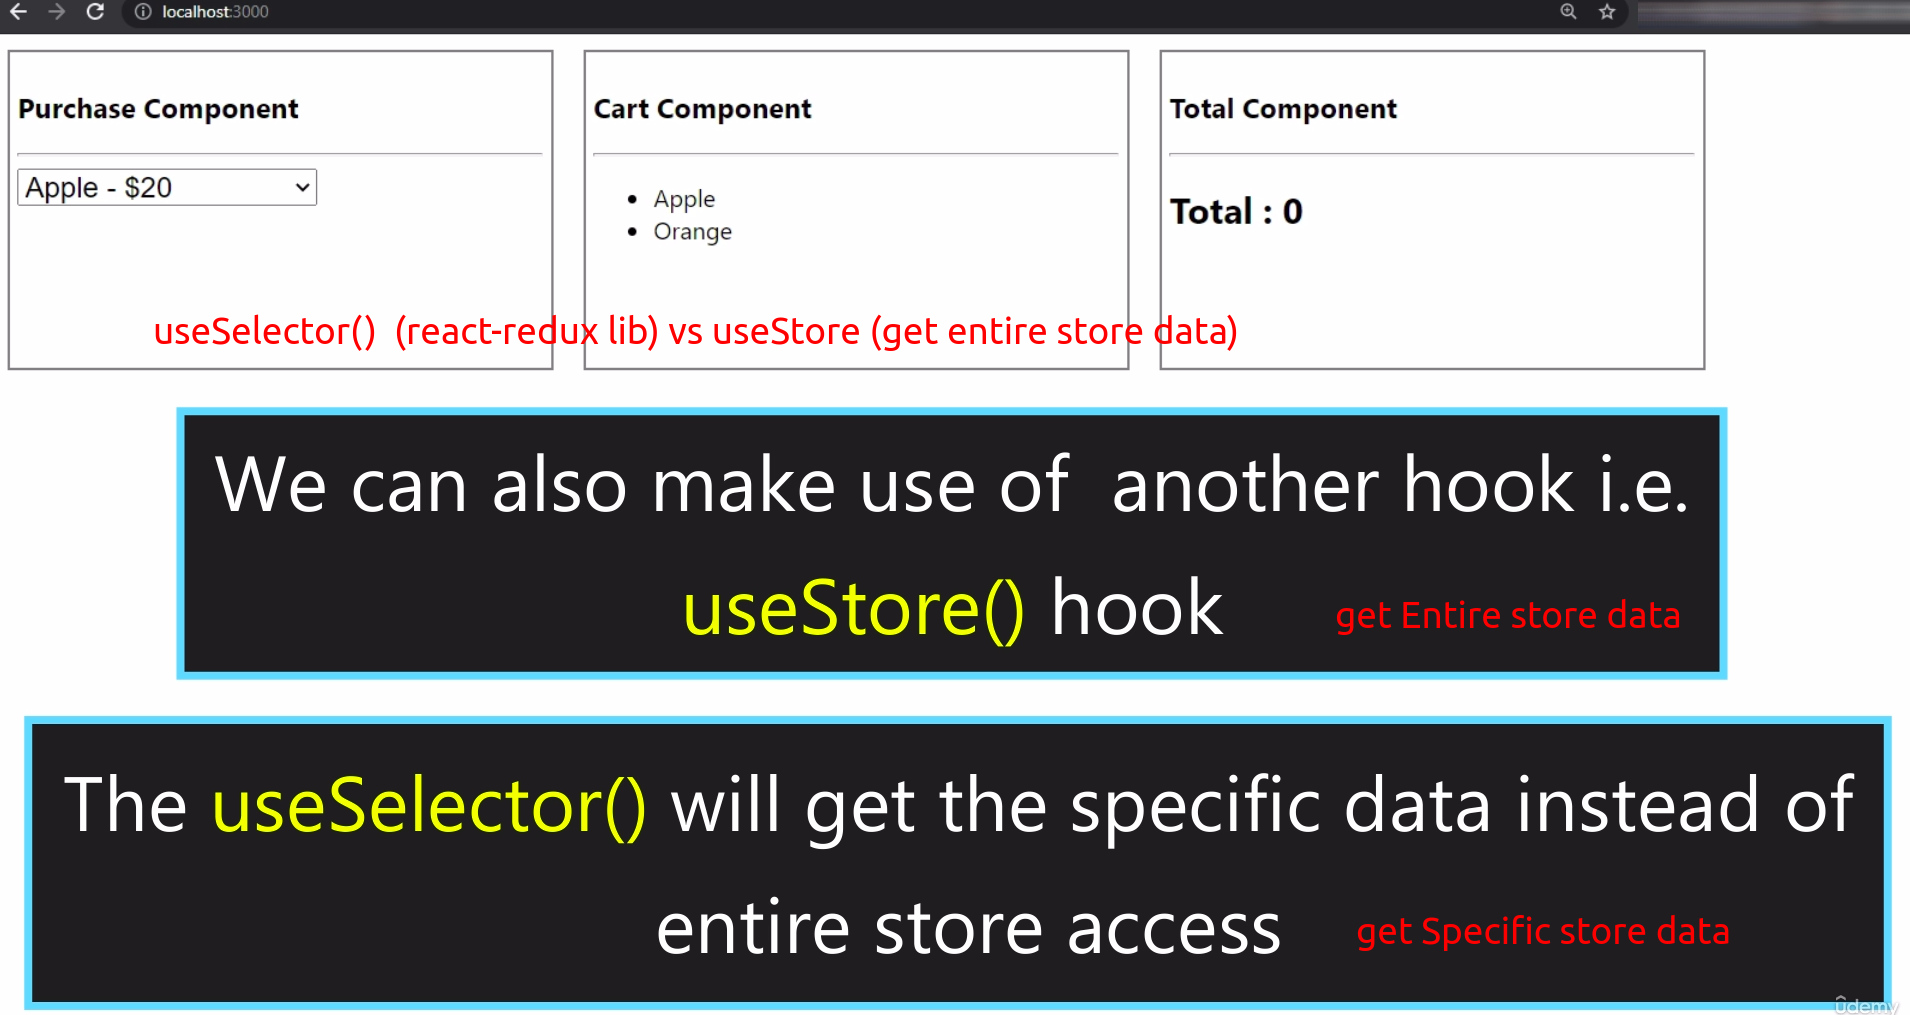 localhost:3000
Purchase Component
Apple - $20
Cart Component
Apple
Orange
Total Component
Total : 0
useSelector()  (react-redux lib) vs useStore (get entire store data)
We can also make use of  another hook i.e.
useStore() hook
get Entire store data
The useSelector() will get the specific data instead of
entire store access
get Specific store data
ûdemy